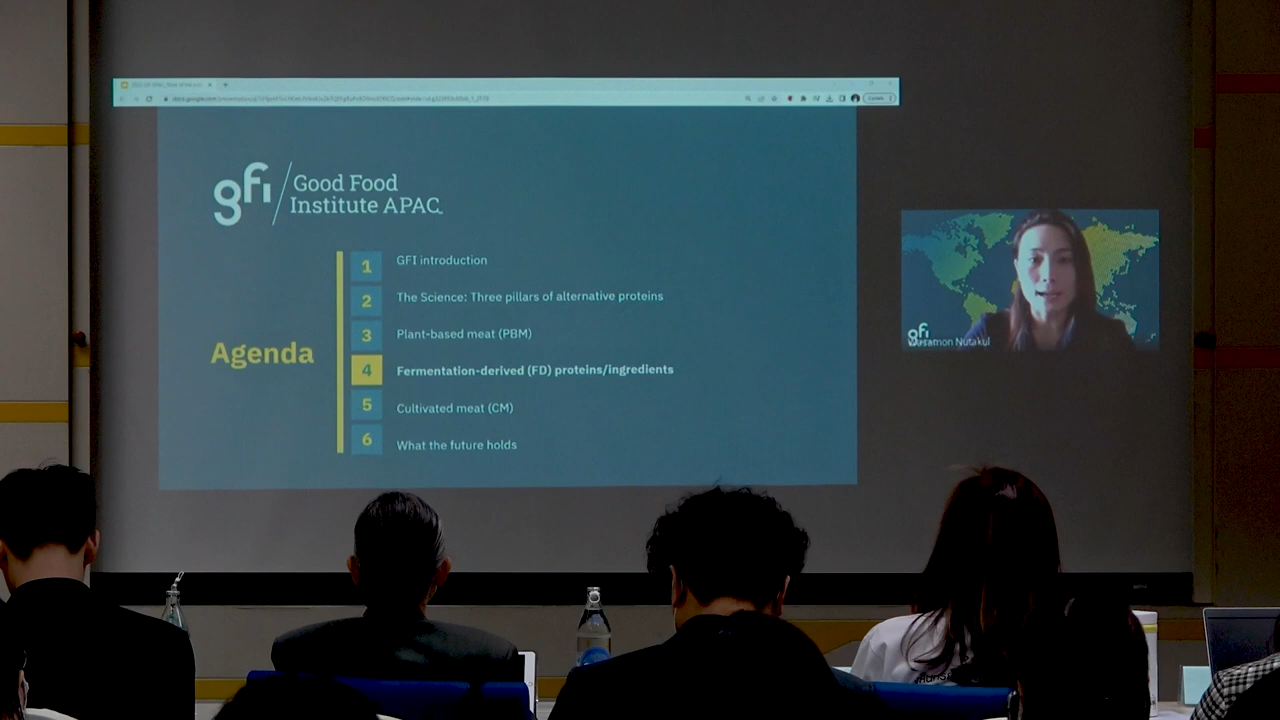 gfi
Good Food
Institute APAC.
Agenda
1 GFI introduction
2 The Science: Three pillars of alternative proteins
3 Plant-based meat (PBM)
4 Fermentation-derived (FD) proteins/ingredients
5 Cultivated meat (CM)
6 What the future holds
gfi
Wasamon Nutakul